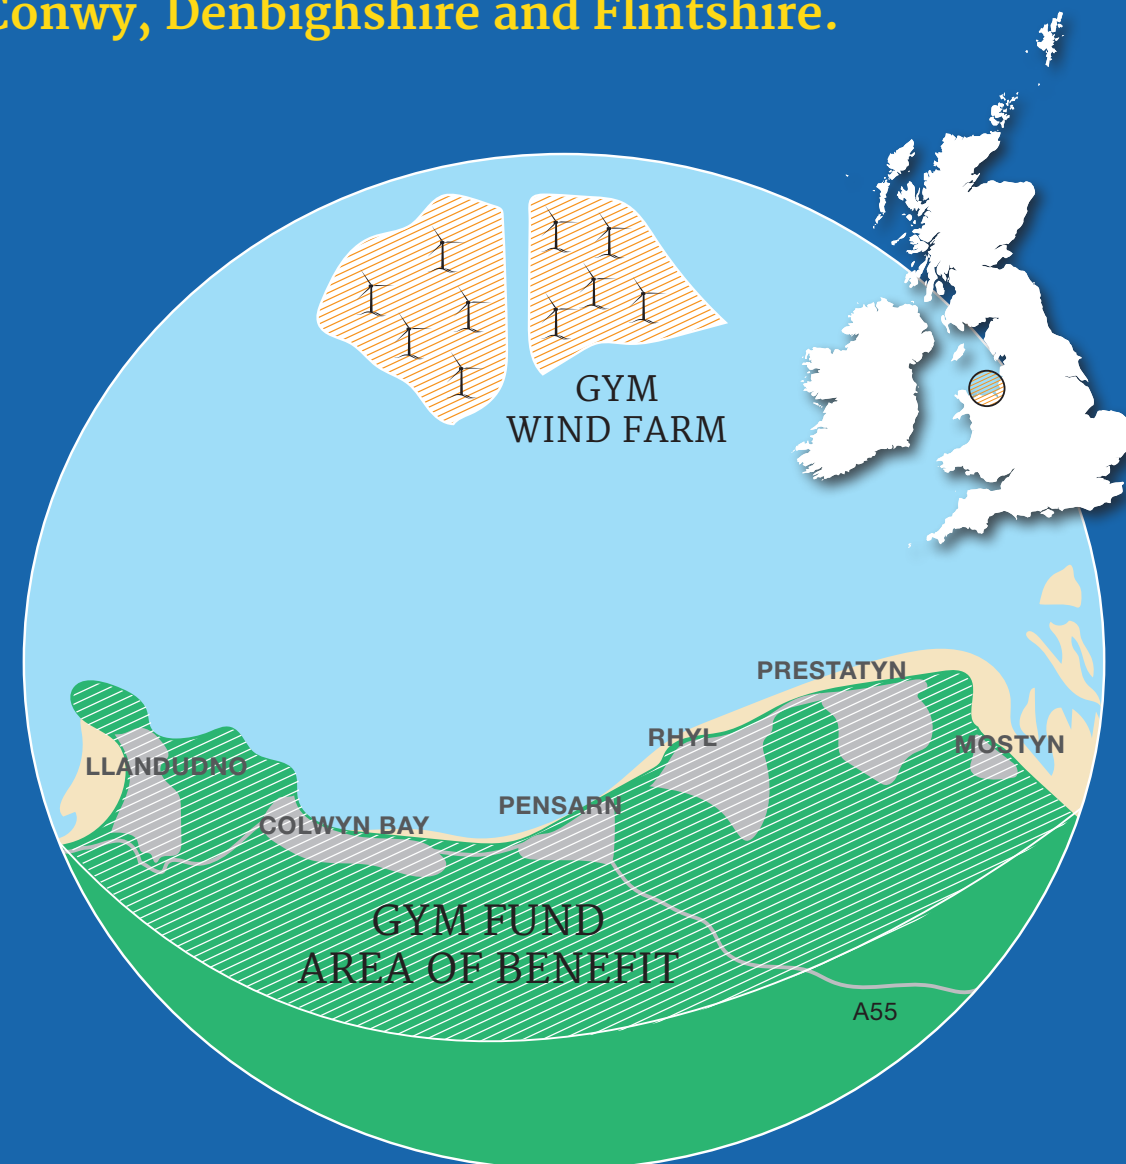 Conwy, Denbighshire and Flintshire.
GYM
WIND FARM
PRESTATYN
RHYL
MOSTYN
LLANDUDNO
PENSARN
COLWYN BAY
GYM FUND
AREA OF BENEFIT
A55